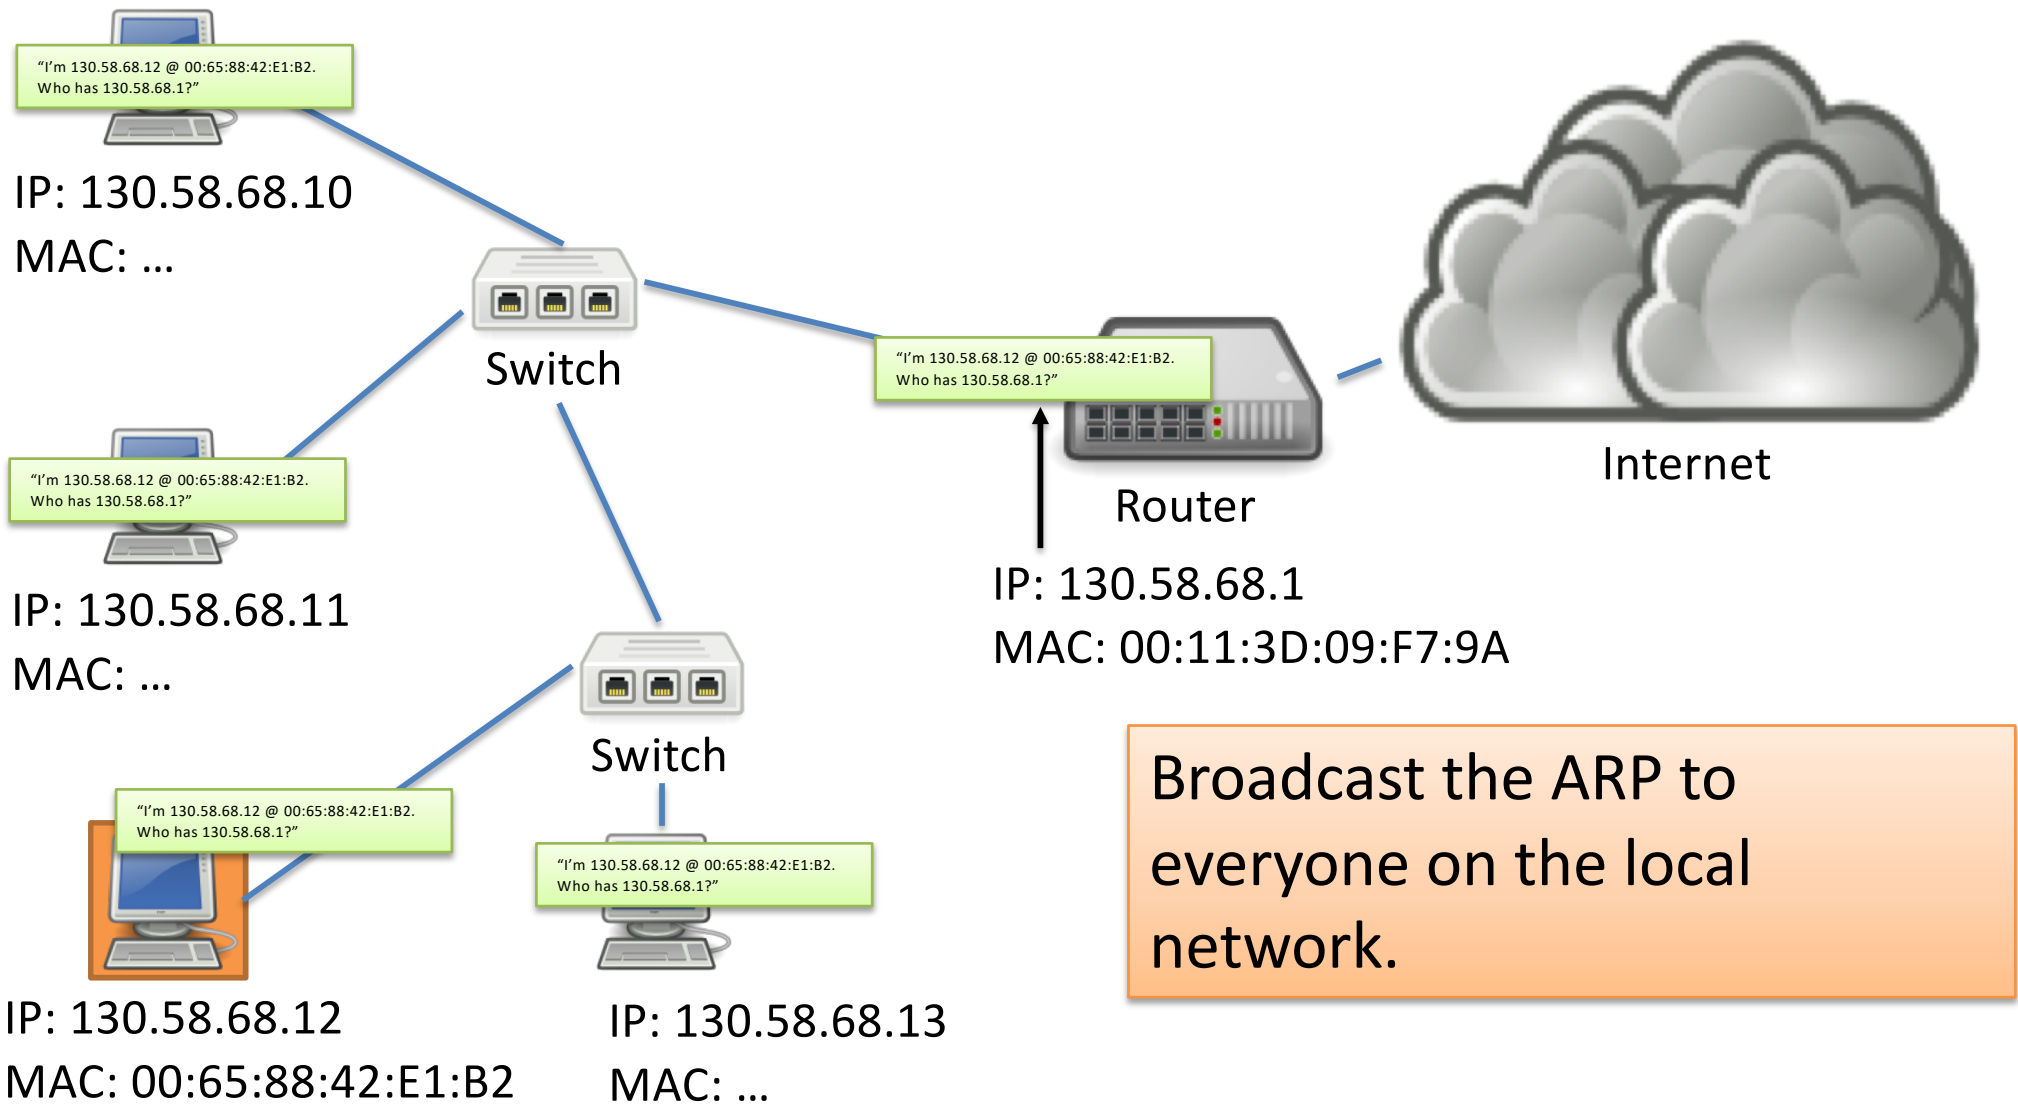 “I’m 130.58.68.12 @ 00:65:88:42:E1:B2.
Who has 130.58.68.1?”
IP: 130.58.68.10
MAC: …
Switch
“I’m 130.58.68.12 @ 00:65:88:42:E1:B2.
Who has 130.58.68.1?”
Router
IP: 130.58.68.1
MAC: 00:11:3D:09:F7:9A
Internet
“I’m 130.58.68.12 @ 00:65:88:42:E1:B2.
Who has 130.58.68.1?”
IP: 130.58.68.11
MAC: …
Switch
“I’m 130.58.68.12 @ 00:65:88:42:E1:B2.
Who has 130.58.68.1?”
IP: 130.58.68.12
MAC: 00:65:88:42:E1:B2
“I’m 130.58.68.12 @ 00:65:88:42:E1:B2.
Who has 130.58.68.1?”
IP: 130.58.68.13
MAC: …
Broadcast the ARP to
everyone on the local
network.